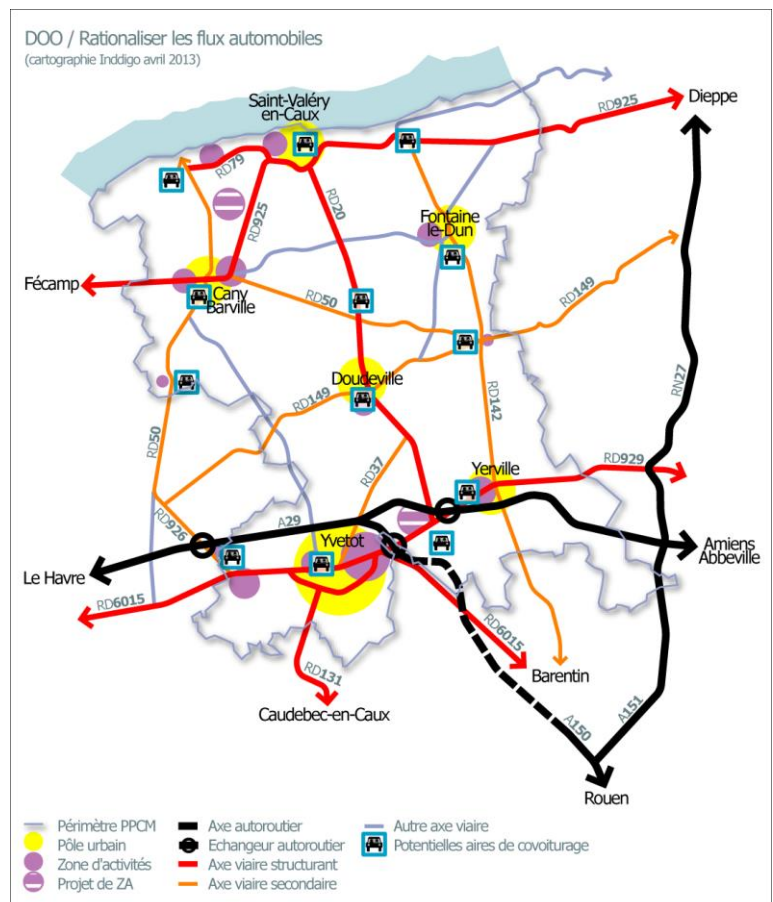 DOO / Rationaliser les flux automobiles
(cartographie Inddigo avril 2013)
Saint-Valéry
en-Caux
RD925
Dieppe
RD79
RD925
RD20
Fontaine
le-Dun
Fécamp
Cany
Barville
RD50
RD149
Doudeville
RD149
RN27
RD142
RD50
RD37
Yerville
RD929
RD926
A29
Yvetot
Amiens
Abbeville
Le Havre
RD6015
RD6015
Barentin
RD131
Caudebec-en-Caux
A150
A151
Rouen
Périmètre PPCM
Pôle urbain
Zone d'activités
Projet de ZA
Axe autoroutier
Echangeur autoroutier
Axe viaire structurant
Axe viaire secondaire
Autre axe viaire
Potentielles aires de covoiturage